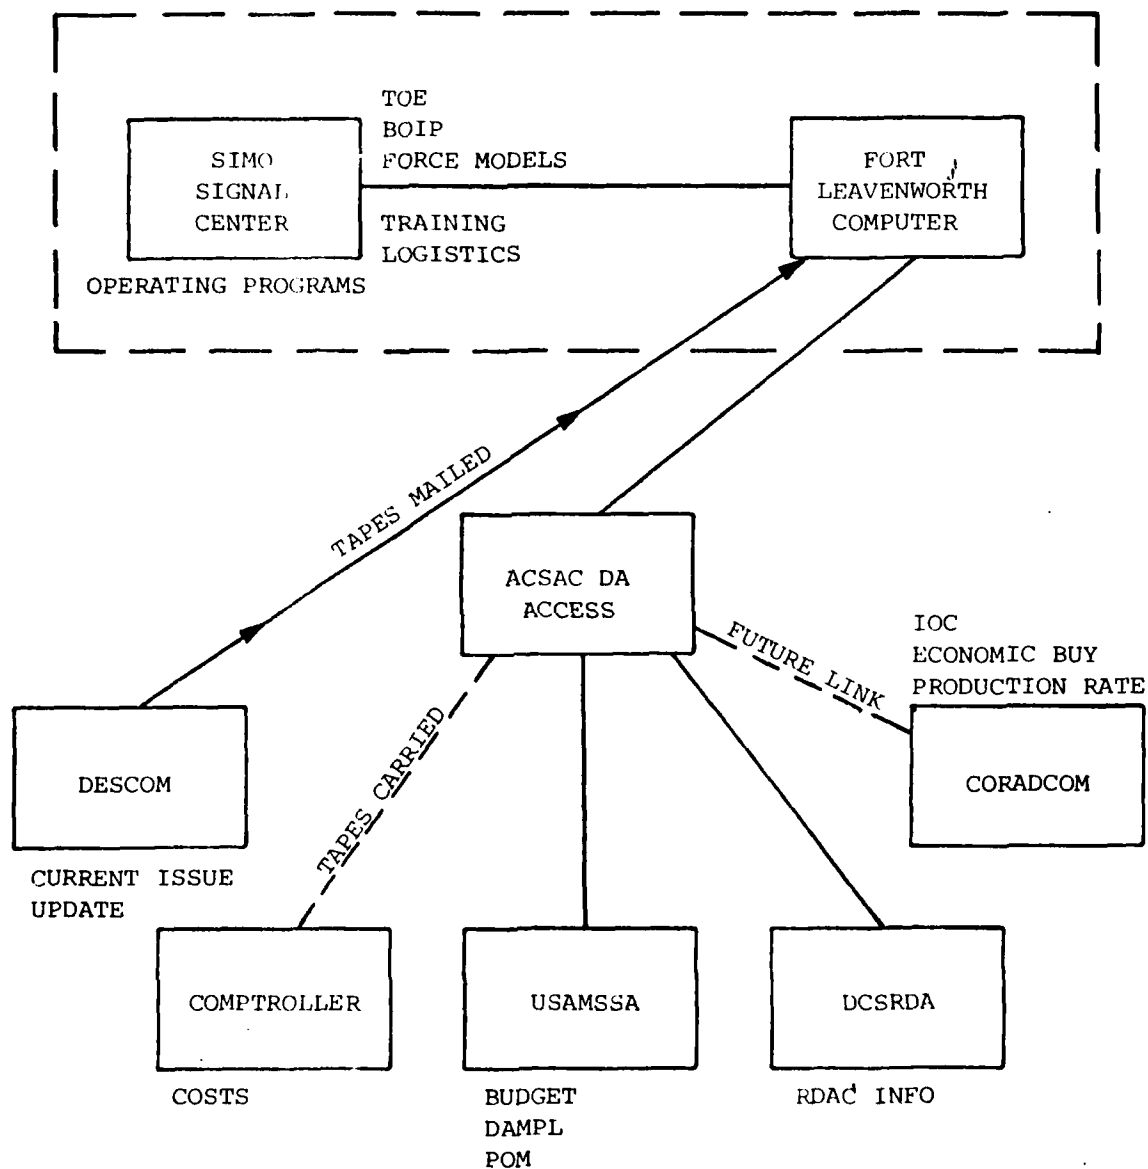 TOE
BOIP
FORCE MODELS
SIMO
SIGNAL
CENTER
TRAINING
LOGISTICS
OPERATING PROGRAMS
FORT
LEAVENWORTH
COMPUTER
TAPES MAILED
ACSAC DA
ACCESS
FUTURE LINK
IOC
ECONOMIC BUY
PRODUCTION RATE
CORADCOM
DESCOM
CURRENT ISSUE
UPDATE
TAPES CARRIED
COMPTROLLER
COSTS
USAMSSA
BUDGET
DAMPL
POM
DCSRDA
RDAC INFO